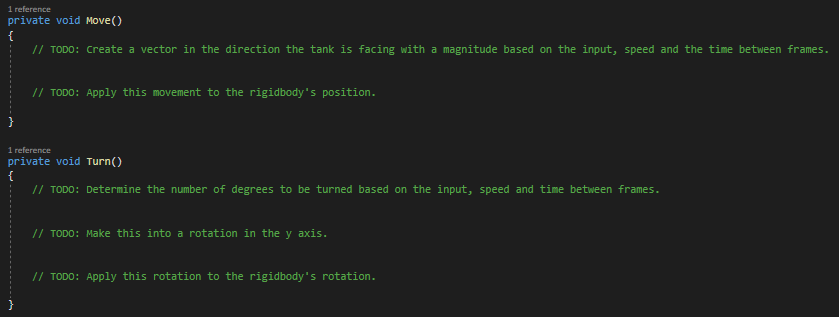 1 reference
private void Move()
{
// TODO: Create a vector in the direction the tank is facing with a magnitude based on the input, speed and the time between frames.
// TODO: Apply this movement to the rigidbody's position.
}
1 reference
private void Turn()
{
// TODO: Determine the number of degrees to be turned based on the input, speed and time between frames.
// TODO: Make this into a rotation in the y axis.
// TODO: Apply this rotation to the rigidbody's rotation.
}